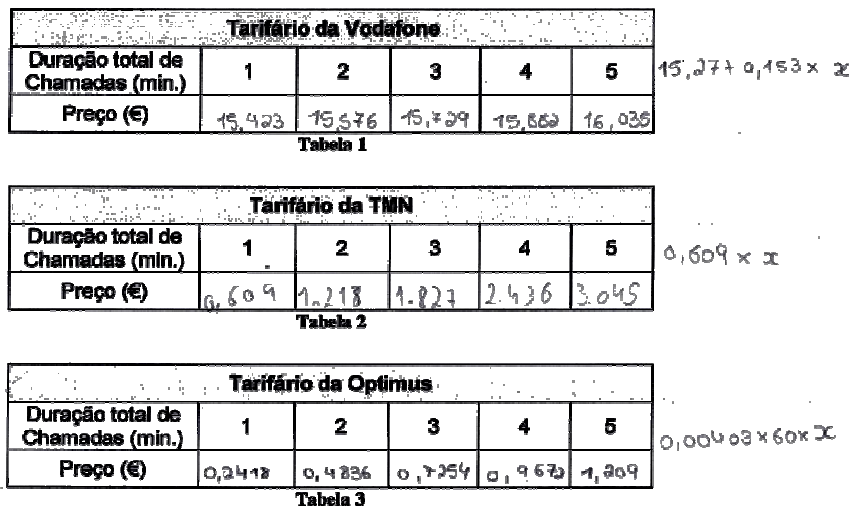 Tarifário da Vodafone
Duração total de Chamadas (min.) 1 2 3 4 5
15,27+0,153× x
Preço (€) 15,423 15,576 15,729 15,882 16,035
Tabela 1
Tarifário da TMN
Duração total de Chamadas (min.) 1 2 3 4 5
0,609 × x
Preço (€) 0,609 1.218 1.827 2.436 3.045
Tabela 2
Tarifário da Optimus
Duração total de Chamadas (min.) 1 2 3 4 5
0,00403×60×x
Preço (€) 0,2418 0,4836 0,7254 0,9672 1,209
Tabela 3